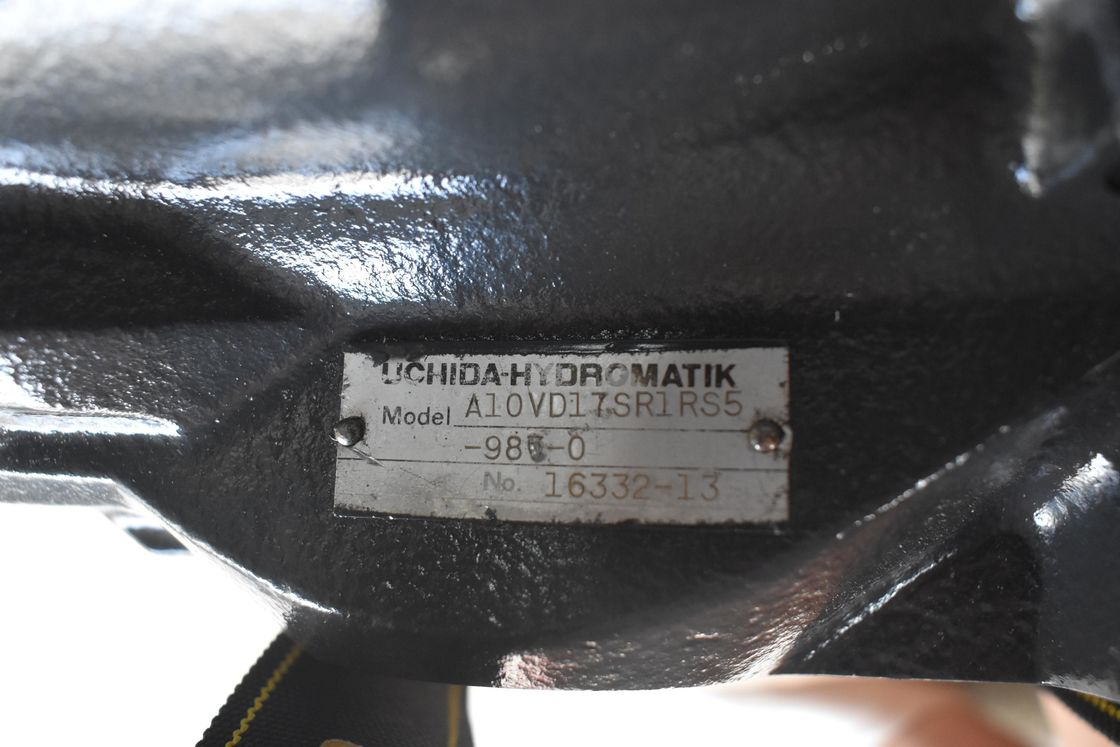 UCHIDA-HYDROMATIK
Model A10VD17SR1RS5
No. 16332-13